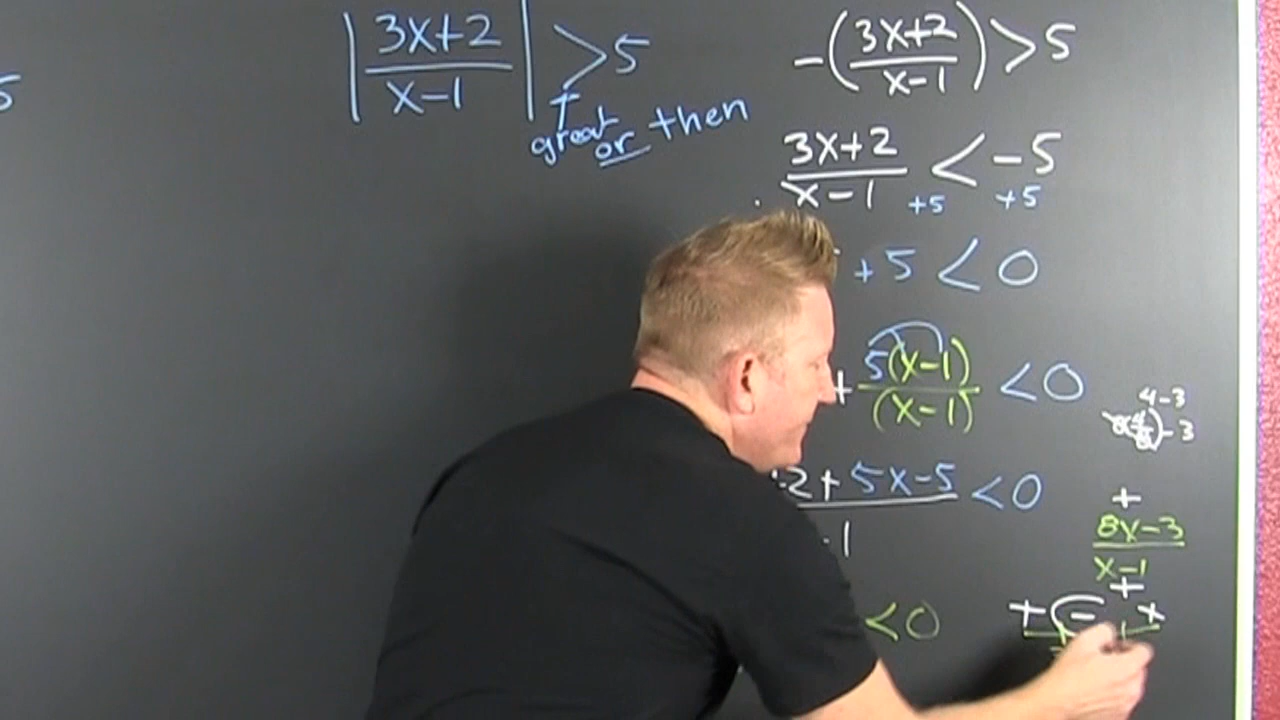 5
|(3x+2)/(x-1)| > 5
great or then
-((3x+2)/(x-1)) > 5
(3x+2)/(x-1) < -5
+5 +5
+5 < 0
+ 5(x-1)/(x-1) < 0
4-3
-3
2+5x-5 < 0
-1
+
(8x-3)/(x-1)
+
+ - +
< 0